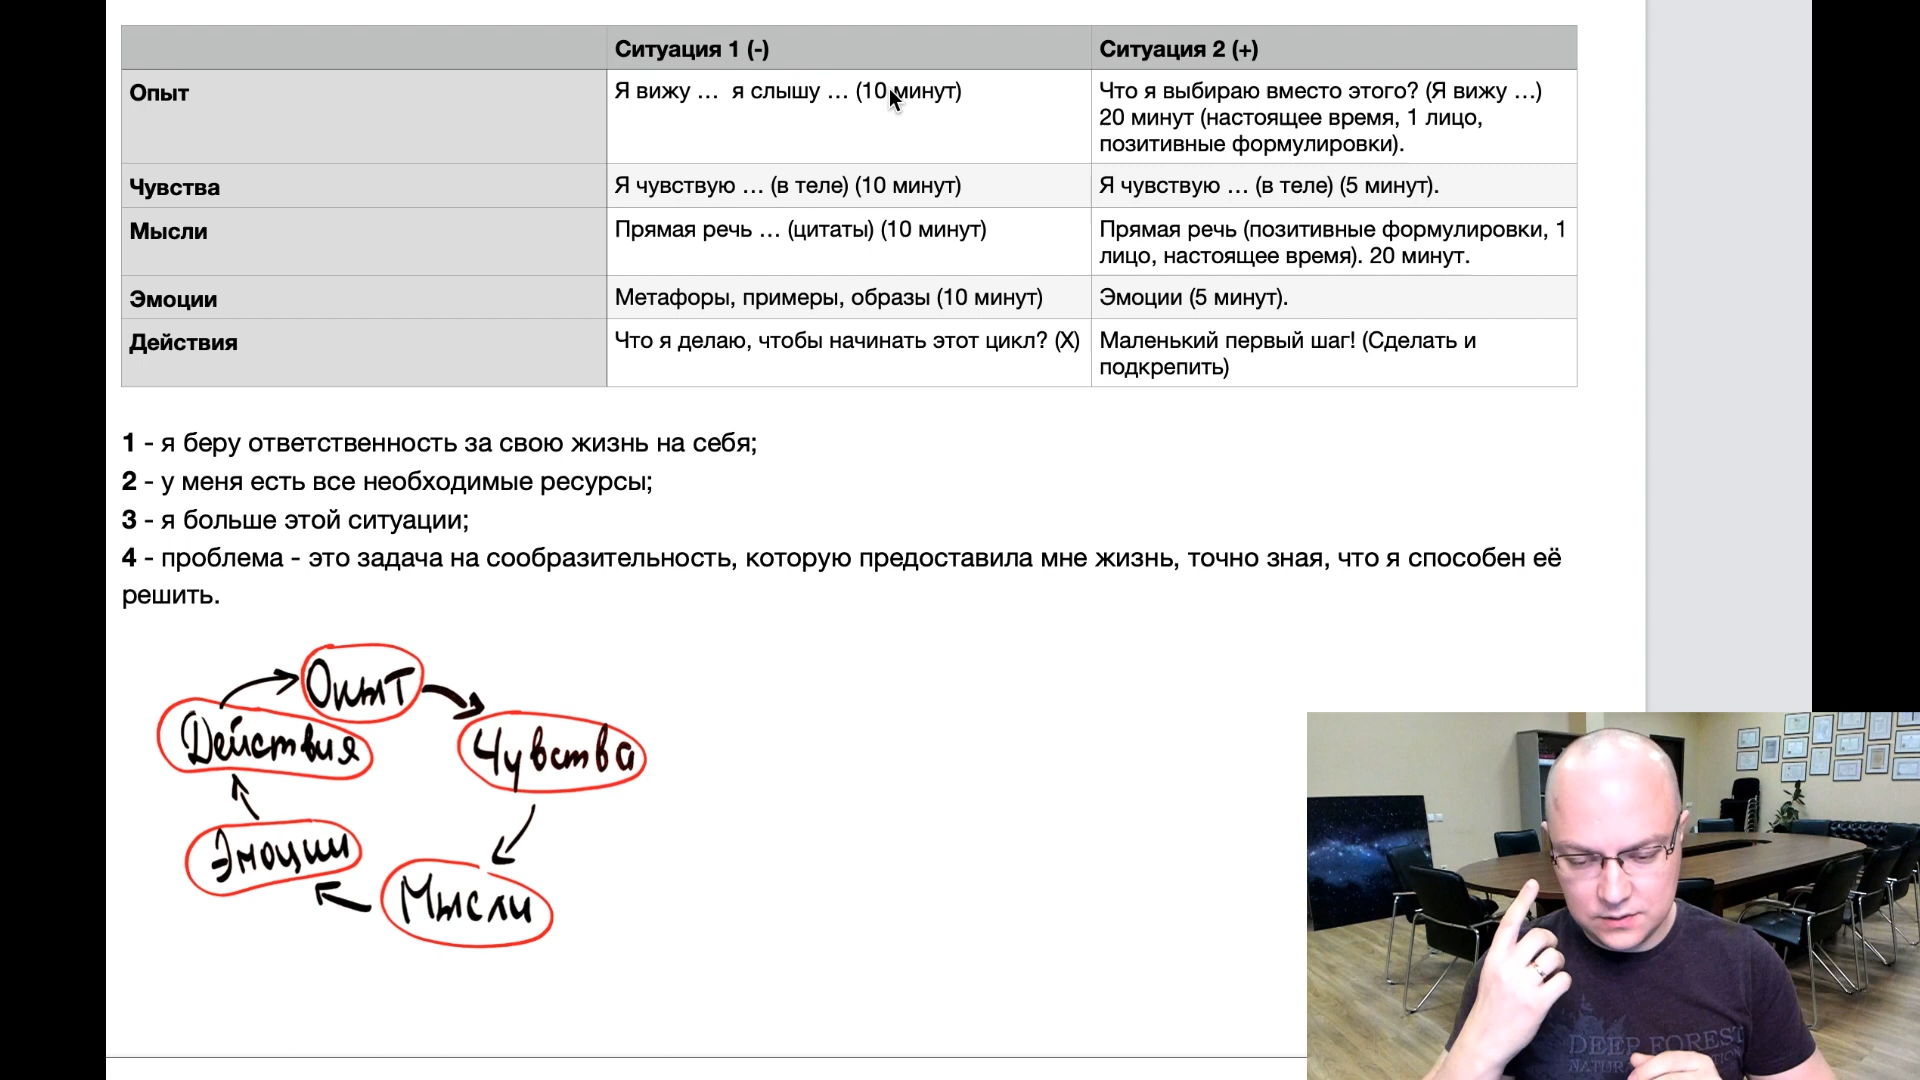 Ситуация 1 (-) Ситуация 2 (+)
Опыт Я вижу … я слышу … (10 минут) Что я выбираю вместо этого? (Я вижу …)
20 минут (настоящее время, 1 лицо,
позитивные формулировки).
Чувства Я чувствую … (в теле) (10 минут) Я чувствую … (в теле) (5 минут).
Мысли Прямая речь … (цитаты) (10 минут) Прямая речь (позитивные формулировки, 1
лицо, настоящее время). 20 минут.
Эмоции Метафоры, примеры, образы (10 минут) Эмоции (5 минут).
Действия Что я делаю, чтобы начинать этот цикл? (X) Маленький первый шаг! (Сделать и
подкрепить)
1 - я беру ответственность за свою жизнь на себя;
2 - у меня есть все необходимые ресурсы;
3 - я больше этой ситуации;
4 - проблема - это задача на сообразительность, которую предоставила мне жизнь, точно зная, что я способен её
решить.
Опыт
Действия
Чувства
Эмоции
Мысли
DEEP FOREST